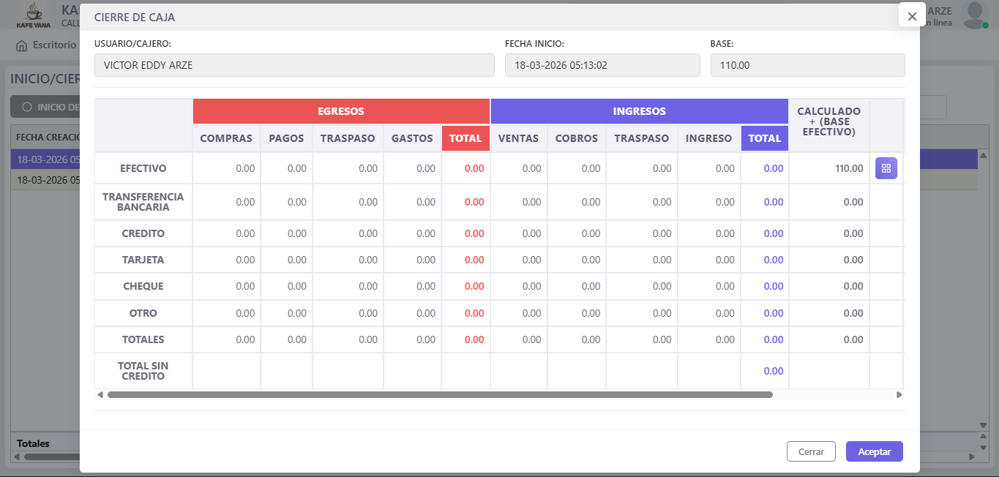 KAFE YANA
KA
CALL
CIERRE DE CAJA
ARZE
n linea
Escritorio
USUARIO/CAJERO:
FECHA INICIO:
BASE:
VICTOR EDDY ARZE
18-03-2026 05:13:02
110.00
INICIO/CIER
INICIO DE
FECHA CREACIÓ
18-03-2026 05
18-03-2026 05
EGRESOS
INGRESOS
CALCULADO
+ (BASE
EFECTIVO)
COMPRAS PAGOS TRASPASO GASTOS TOTAL VENTAS COBROS TRASPASO INGRESO TOTAL
EFECTIVO 0.00 0.00 0.00 0.00 0.00 0.00 0.00 0.00 0.00 0.00 110.00
TRANSFERENCIA
BANCARIA 0.00 0.00 0.00 0.00 0.00 0.00 0.00 0.00 0.00 0.00 0.00
CREDITO 0.00 0.00 0.00 0.00 0.00 0.00 0.00 0.00 0.00 0.00 0.00
TARJETA 0.00 0.00 0.00 0.00 0.00 0.00 0.00 0.00 0.00 0.00 0.00
CHEQUE 0.00 0.00 0.00 0.00 0.00 0.00 0.00 0.00 0.00 0.00 0.00
OTRO 0.00 0.00 0.00 0.00 0.00 0.00 0.00 0.00 0.00 0.00 0.00
TOTALES 0.00 0.00 0.00 0.00 0.00 0.00 0.00 0.00 0.00 0.00 0.00
TOTAL SIN
CREDITO 0.00
Totales
Cerrar
Aceptar